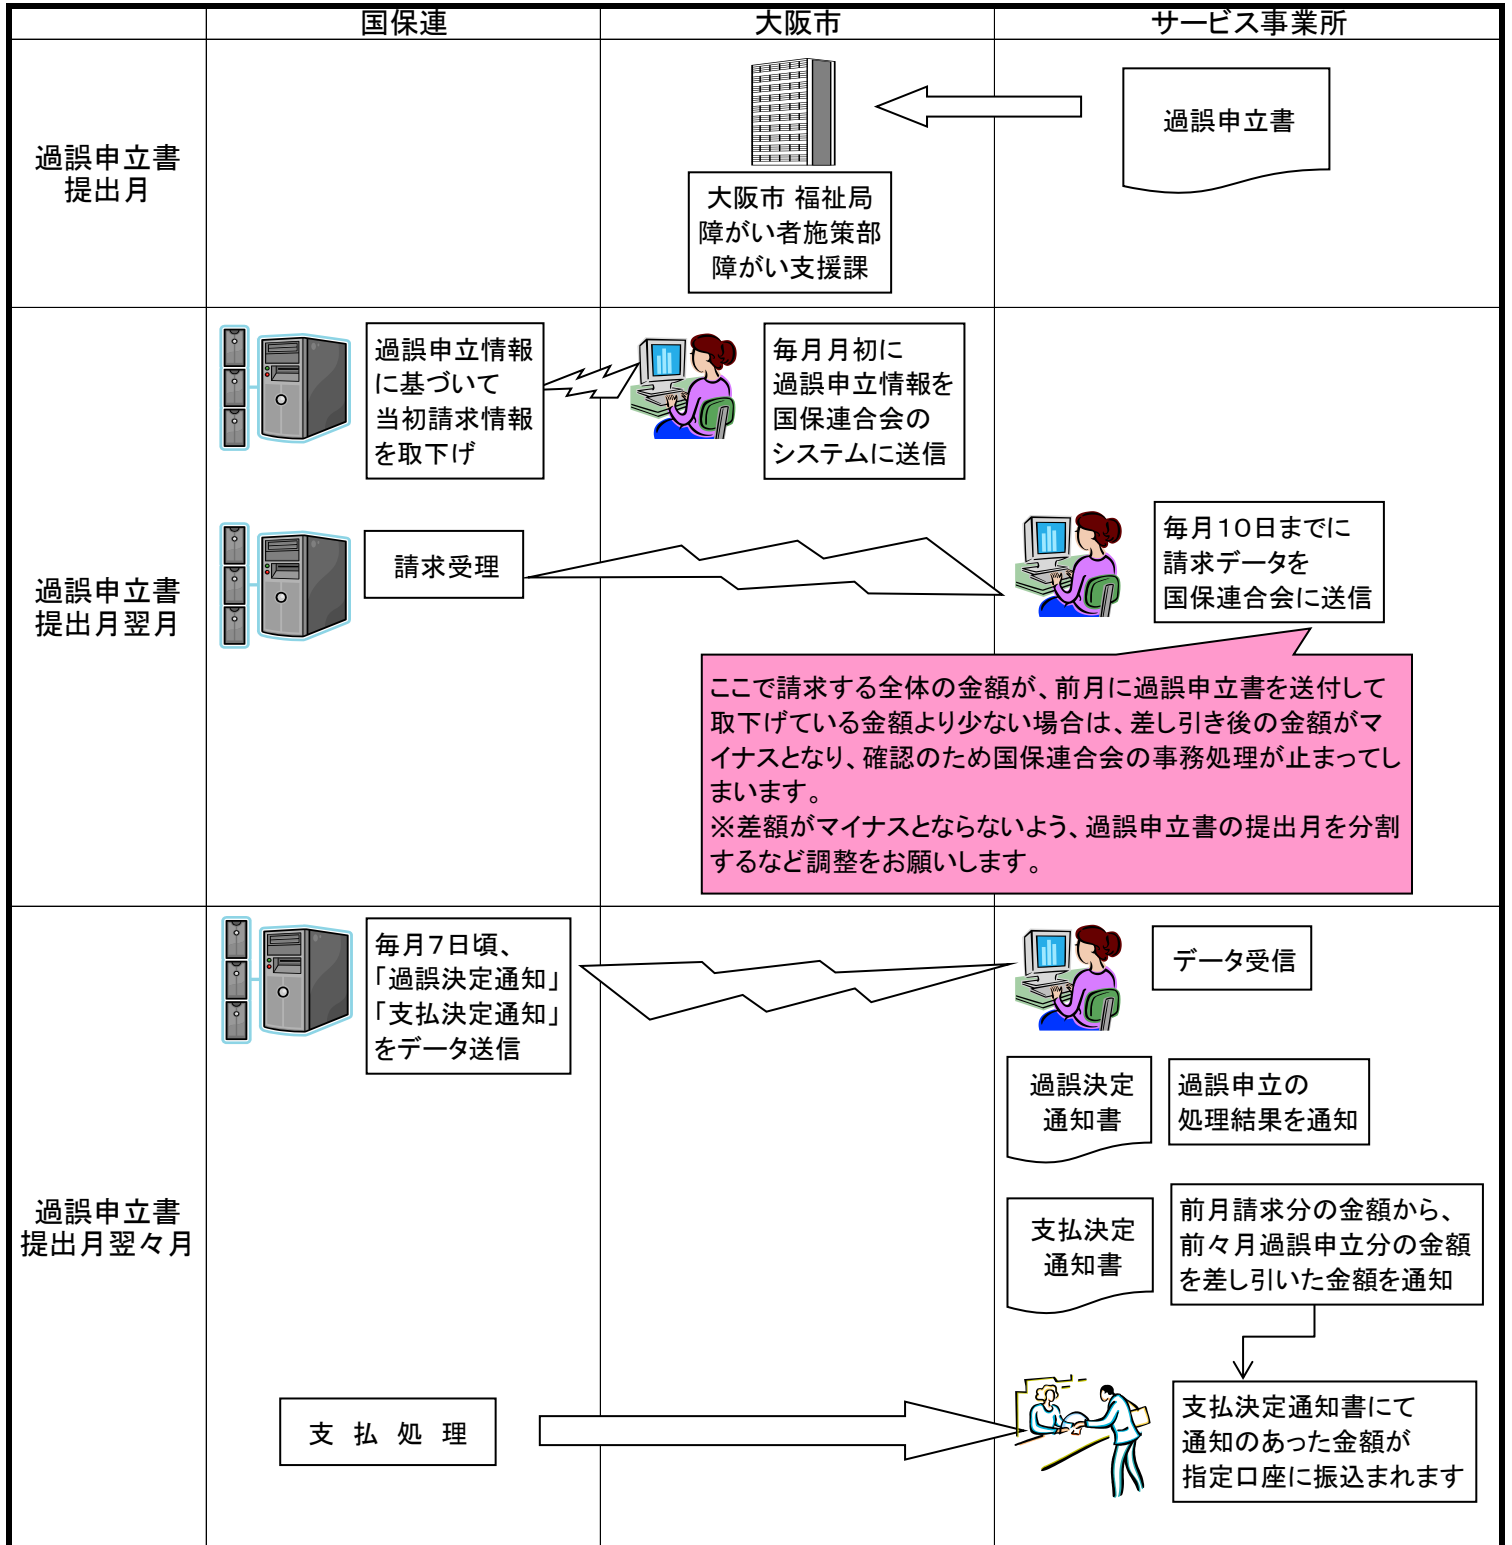 国保連
大阪市
サービス事業所
過誤申立書
提出月
過誤申立書
大阪市 福祉局
障がい者施策部
障がい支援課
過誤申立書
提出月翌月
過誤申立情報
に基づいて
当初請求情報
を取下げ
毎月月初に
過誤申立情報を
国保連合会の
システムに送信
請求受理
毎月10日までに
請求データを
国保連合会に送信
ここで請求する全体の金額が、前月に過誤申立書を送付して
取下げている金額より少ない場合は、差し引き後の金額がマ
イナスとなり、確認のため国保連合会の事務処理が止まってし
まいます。
※差額がマイナスとならないよう、過誤申立書の提出月を分割
するなど調整をお願いします。
過誤申立書
提出月翌々月
毎月7日頃、
「過誤決定通知」
「支払決定通知」
をデータ送信
データ受信
過誤決定
通知書
過誤申立の
処理結果を通知
支払決定
通知書
前月請求分の金額から、
前々月過誤申立分の金額
を差し引いた金額を通知
支 払 処 理
支払決定通知書にて
通知のあった金額が
指定口座に振込まれます